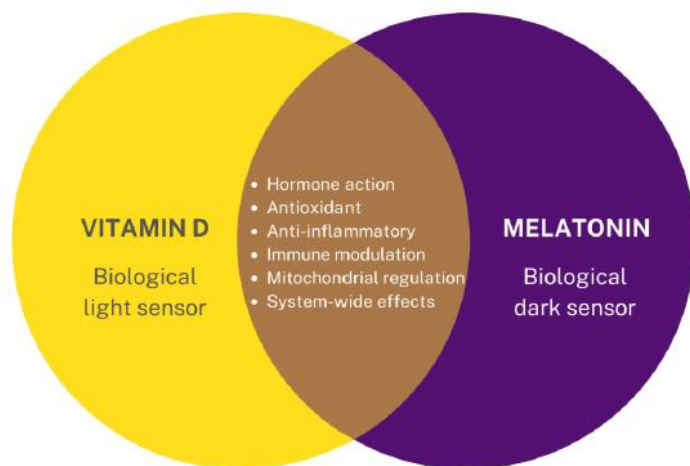 VITAMIN D
Biological
light sensor
• Hormone action
• Antioxidant
• Anti-inflammatory
• Immune modulation
• Mitochondrial regulation
• System-wide effects
MELATONIN
Biological
dark sensor